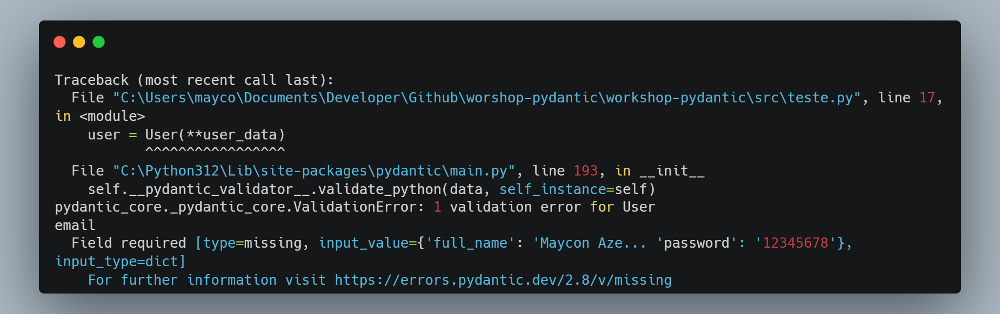 Traceback (most recent call last):
  File "C:\Users\mayco\Documents\Developer\Github\worshop-pydantic\workshop-pydantic\src\teste.py", line 17,
in <module>
    user = User(**user_data)
           ^^^^^^^^^^^^^^^^^
  File "C:\Python312\Lib\site-packages\pydantic\main.py", line 193, in __init__
    self.__pydantic_validator__.validate_python(data, self_instance=self)
pydantic_core._pydantic_core.ValidationError: 1 validation error for User
email
  Field required [type=missing, input_value={'full_name': 'Maycon Aze... 'password': '12345678'},
input_type=dict]
    For further information visit https://errors.pydantic.dev/2.8/v/missing